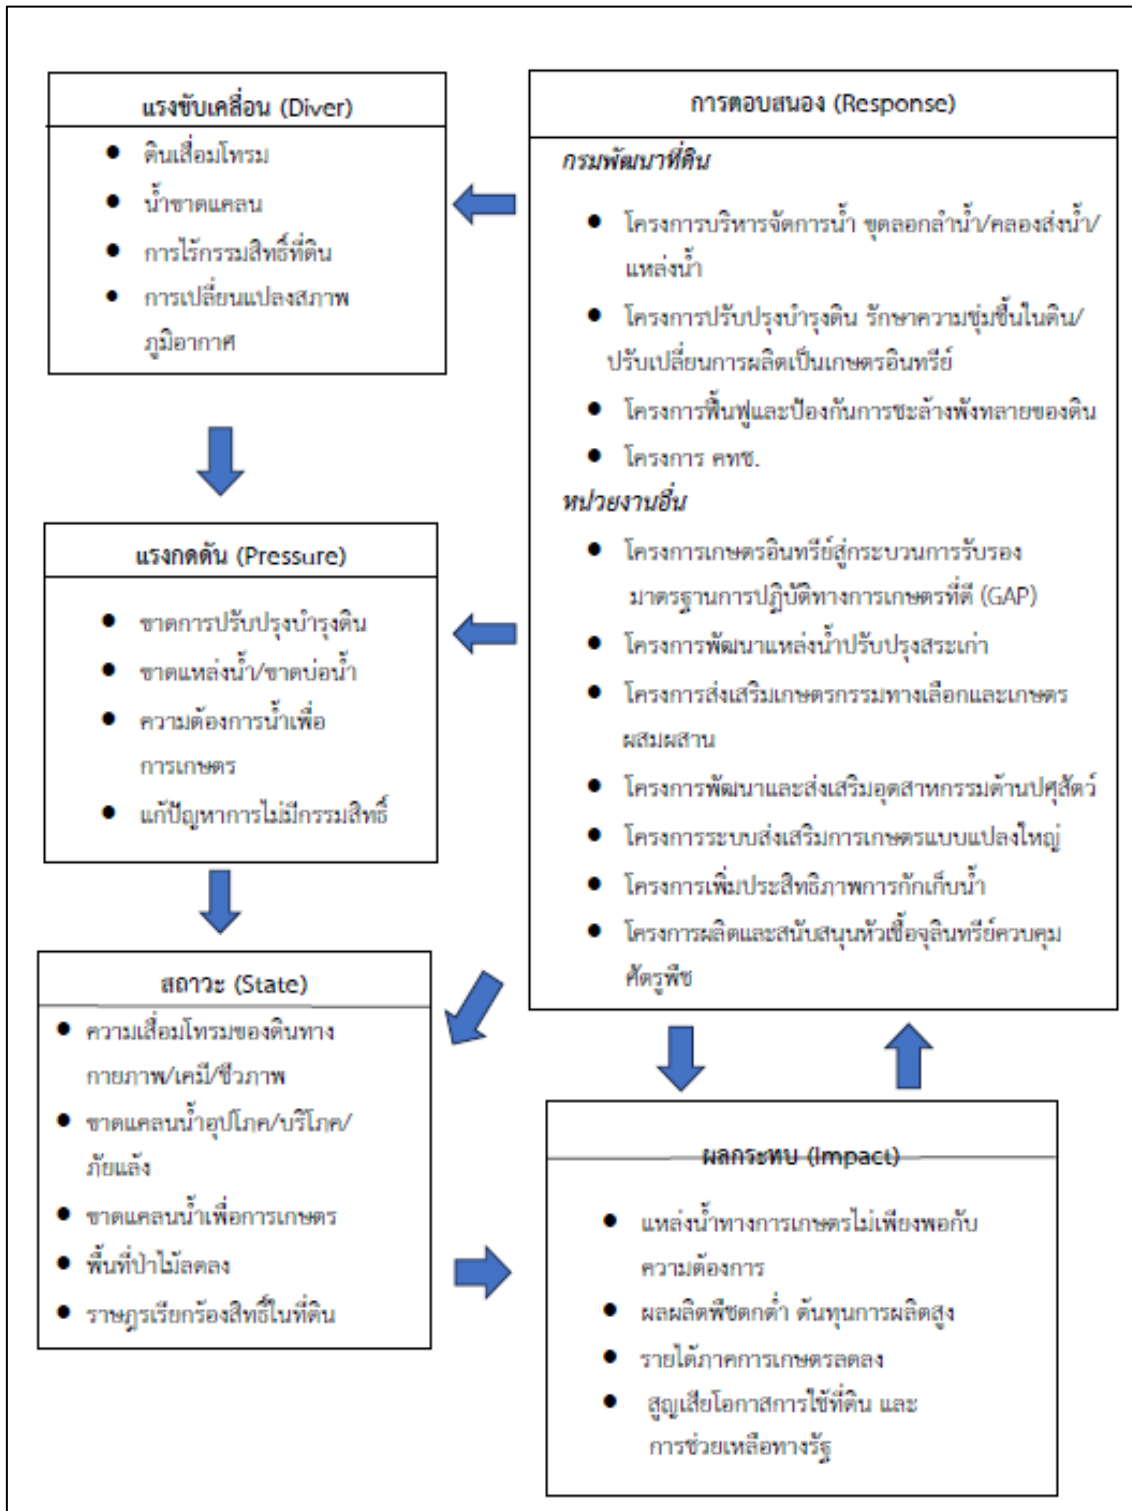 แรงขับเคลื่อน (Diver)
● ดินเสื่อมโทรม
● น้ำขาดแคลน
● การไร้กรรมสิทธิ์ที่ดิน
● การเปลี่ยนแปลงสภาพ
ภูมิอากาศ
แรงกดดัน (Pressure)
● ขาดการปรับปรุงบำรุงดิน
● ขาดแหล่งน้ำ/ขาดบ่อน้ำ
● ความต้องการน้ำเพื่อ
การเกษตร
● แก้ปัญหาการไม่มีกรรมสิทธิ์
สถาวะ (State)
● ความเสื่อมโทรมของดินทาง
กายภาพ/เคมี/ชีวภาพ
● ขาดแคลนน้ำอุปโภค/บริโภค/
ภัยแล้ง
● ขาดแคลนน้ำเพื่อการเกษตร
● พื้นที่ป่าไม้ลดลง
● ราษฎรเรียกร้องสิทธิ์ในที่ดิน
การตอบสนอง (Response)
กรมพัฒนาที่ดิน
● โครงการบริหารจัดการน้ำ ขุดลอกลำน้ำ/คลองส่งน้ำ/
แหล่งน้ำ
● โครงการปรับปรุงบำรุงดิน รักษาความชุ่มชื้นในดิน/
ปรับเปลี่ยนการผลิตเป็นเกษตรอินทรีย์
● โครงการฟื้นฟูและป้องกันการชะล้างพังทลายของดิน
● โครงการ คทช.
หน่วยงานอื่น
● โครงการเกษตรอินทรีย์สู่กระบวนการรับรอง
มาตรฐานการปฏิบัติทางการเกษตรที่ดี (GAP)
● โครงการพัฒนาแหล่งน้ำปรับปรุงสระเก่า
● โครงการส่งเสริมเกษตรกรรมทางเลือกและเกษตร
ผสมผสาน
● โครงการพัฒนาและส่งเสริมอุตสาหกรรมด้านปศุสัตว์
● โครงการระบบส่งเสริมการเกษตรแบบแปลงใหญ่
● โครงการเพิ่มประสิทธิภาพการกักเก็บน้ำ
● โครงการผลิตและสนับสนุนหัวเชื้อจุลินทรีย์ควบคุม
ศัตรูพืช
ผลกระทบ (Impact)
● แหล่งน้ำทางการเกษตรไม่เพียงพอกับ
ความต้องการ
● ผลผลิตพืชตกต่ำ ต้นทุนการผลิตสูง
● รายได้ภาคการเกษตรลดลง
● สูญเสียโอกาสการใช้ที่ดิน และ
การช่วยเหลือทางรัฐ